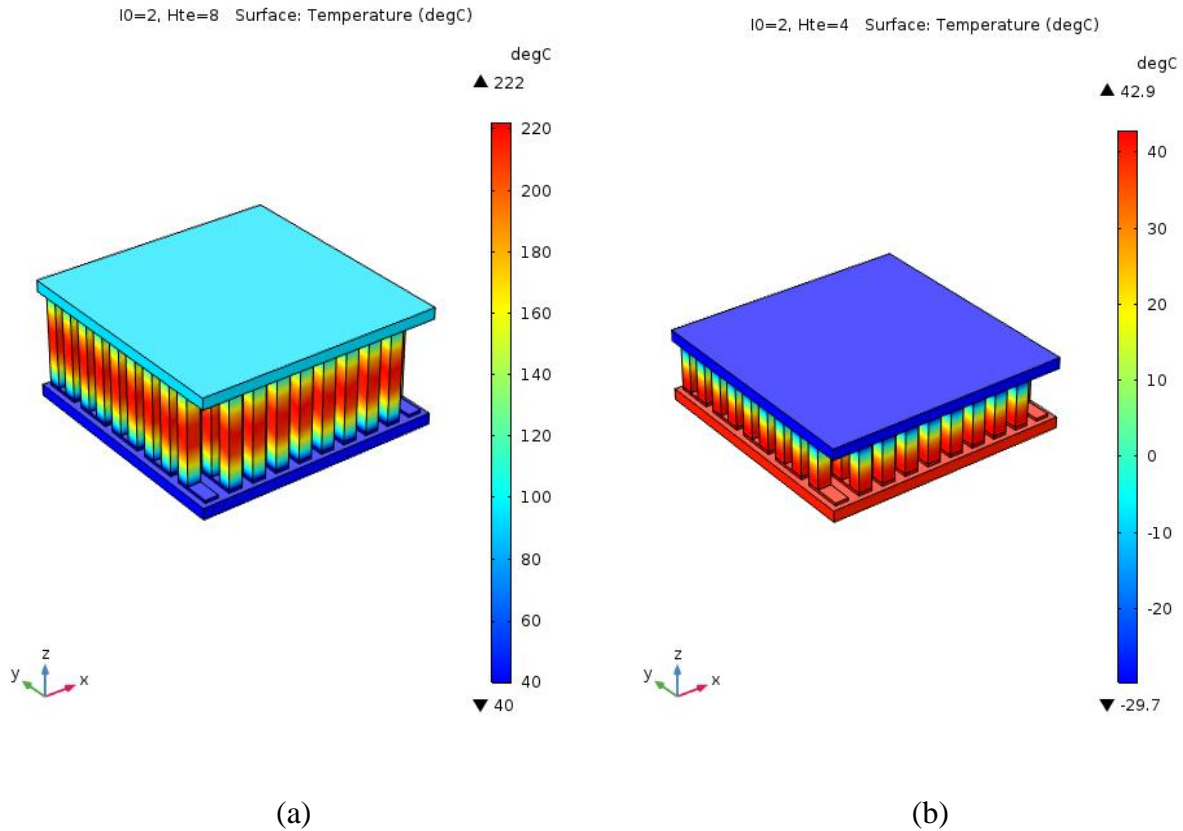 I0=2, Hte=8   Surface: Temperature (degC)
degC
▲ 222
220
200
180
160
140
120
100
80
60
40
▼ 40
z
y
x
(a)
I0=2, Hte=4   Surface: Temperature (degC)
degC
▲ 42.9
40
30
20
10
0
-10
-20
▼ -29.7
z
y
x
(b)